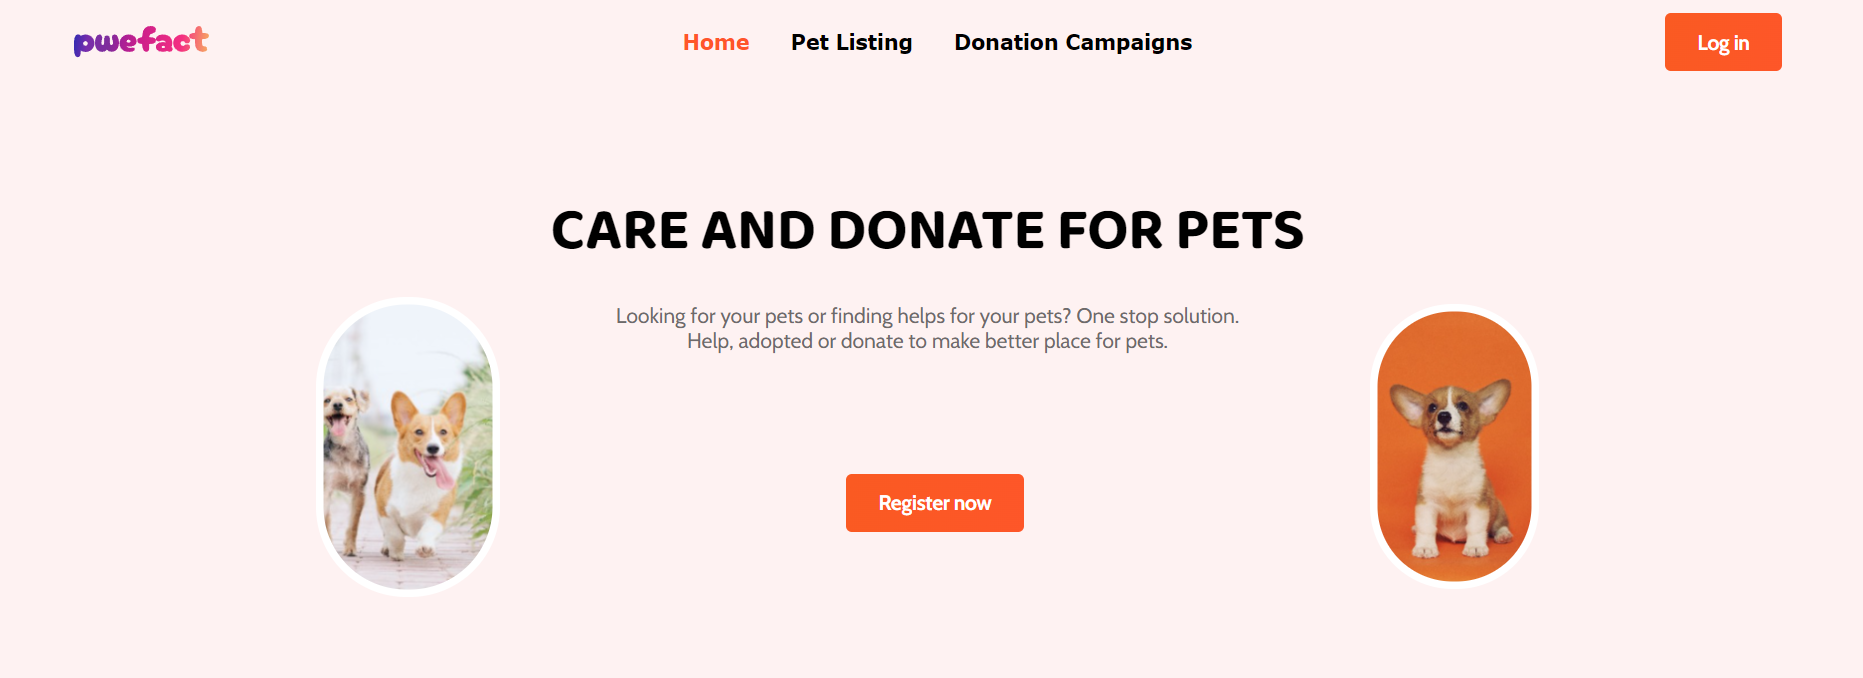 pwefact
Home Pet Listing Donation Campaigns
Log in
CARE AND DONATE FOR PETS
Looking for your pets or finding helps for your pets? One stop solution.
Help, adopted or donate to make better place for pets.
Register now